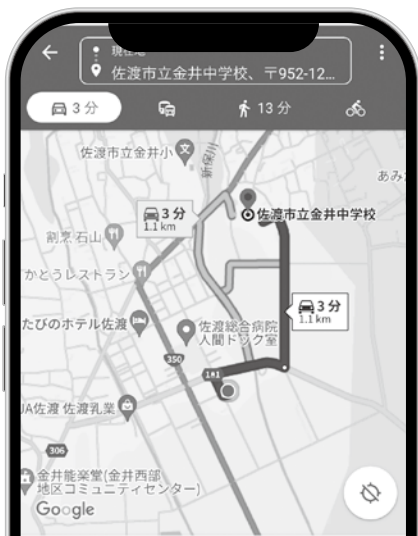 現在地
佐渡市立金井中学校、〒952-12...
3 分
13 分
佐渡市立金井小
文
新保川
あみ
3 分
1.1 km
佐渡市立金井中学校
割烹 石山
かとうレストラン
3 分
1.1 km
たびのホテル佐渡
佐渡総合病院
人間ドック室
350
181
JA佐渡 佐渡乳業
306
金井能楽堂(金井西部
地区コミュニティセンター)
Google